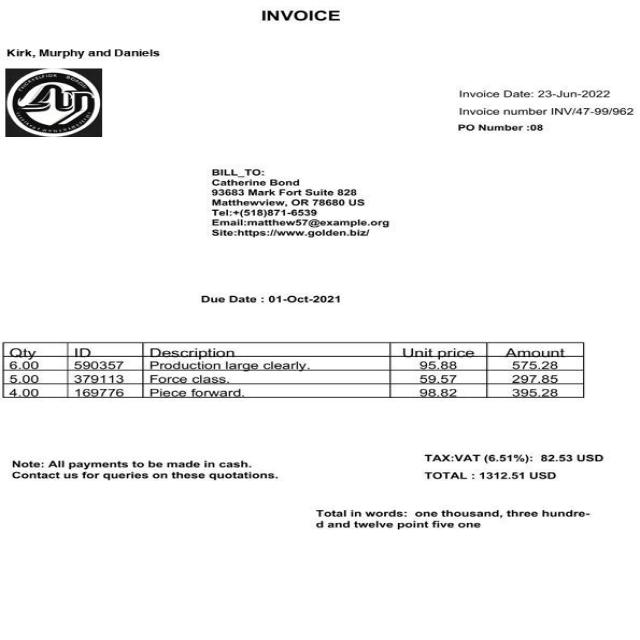 INVOICE
Kirk, Murphy and Daniels
Invoice Date: 23-Jun-2022
Invoice number INV/47-99/962
PO Number :08
BILL_TO:
Catherine Bond
93683 Mark Fort Suite 828
Matthewview, OR 78680 US
Tel:+(518)871-6539
Email:matthew57@example.org
Site:https://www.golden.biz/
Due Date : 01-Oct-2021
Qty ID Description Unit price Amount
6.00 590357 Production large clearly. 95.88 575.28
5.00 379113 Force class. 59.57 297.85
4.00 169776 Piece forward. 98.82 395.28
TAX:VAT (6.51%): 82.53 USD
Note: All payments to be made in cash.
Contact us for queries on these quotations.
TOTAL : 1312.51 USD
Total in words: one thousand, three hundre-
d and twelve point five one